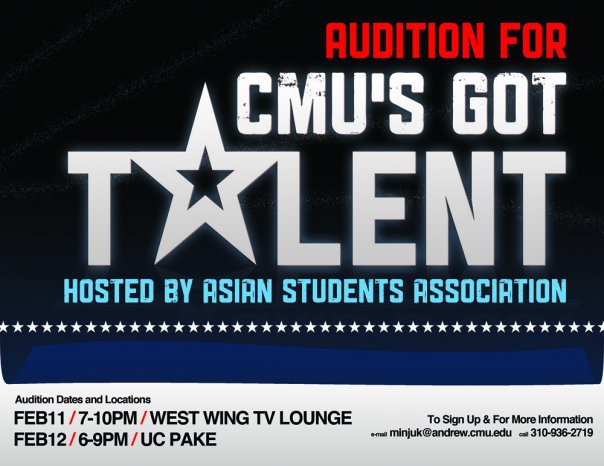 AUDITION FOR
CMU'S GOT
TALENT
HOSTED BY ASIAN STUDENTS ASSOCIATION
Audition Dates and Locations
FEB11 / 7-10PM / WEST WING TV LOUNGE
FEB12 / 6-9PM / UC PAKE
To Sign Up & For More Information
e-mail minjuk@andrew.cmu.edu call 310-936-2719